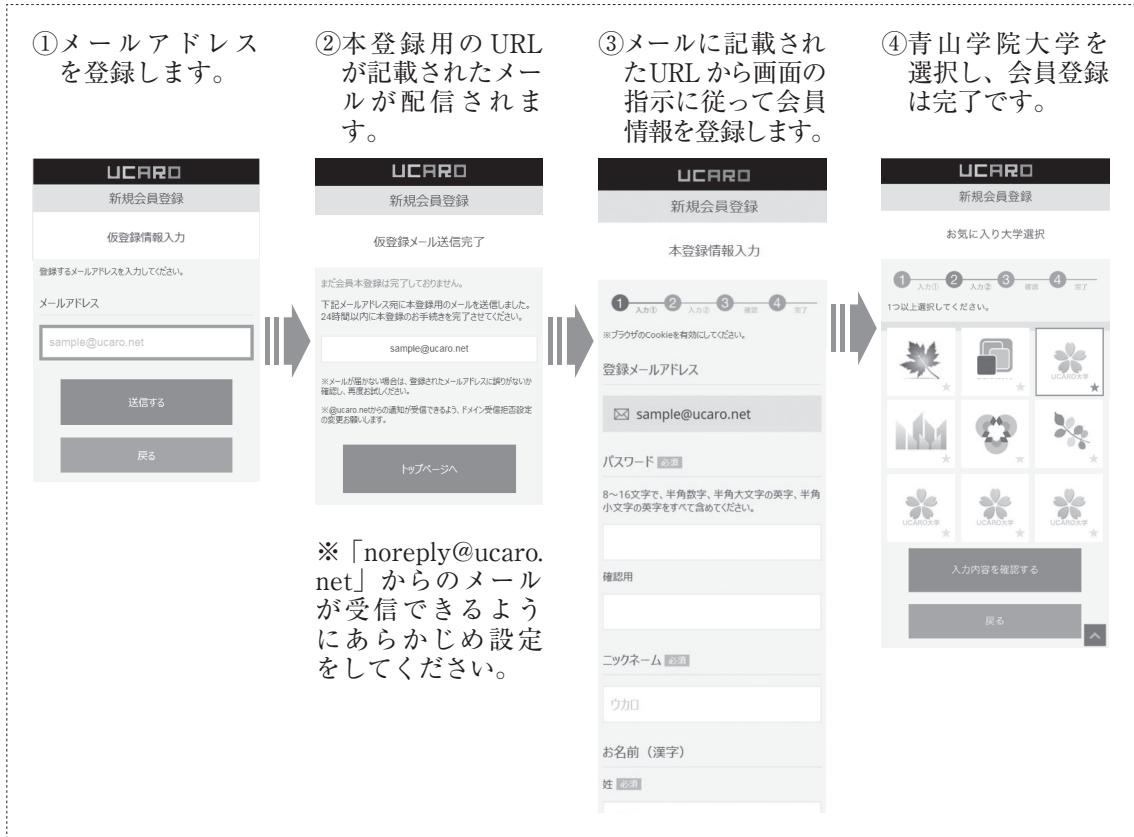 ①メールアドレス
を登録します。
UCARO
新規会員登録
仮登録情報入力
登録するメールアドレスを入力してください。
メールアドレス
sample@ucaro.net
送信する
戻る
②本登録用の URL
が記載されたメー
ルが配信されま
す。
UCARO
新規会員登録
仮登録メール送信完了
まだ会員本登録は完了しておりません。
下記メールアドレス宛に本登録用のメールを送信しました。
24時間以内に本登録のお手続きを完了させてください。
sample@ucaro.net
※メールが届かない場合は、登録されたメールアドレスに誤りがないか
確認し、再度お試しください。
※@ucaro.netからの通知が受信できるよう、ドメイン受信拒否設定
の変更お願いします。
トップページへ
※「noreply@ucaro.
net」からのメール
が受信できるよう
にあらかじめ設定
をしてください。
③メールに記載され
たURL から画面の
指示に従って会員
情報を登録します。
UCARO
新規会員登録
本登録情報入力
1 入力① 2 入力② 3 確認 4 完了
※ブラウザのCookieを有効にしてください。
登録メールアドレス
sample@ucaro.net
パスワード 必須
8〜16文字で、半角数字、半角大文字の英字、半角
小文字の英字をすべて含めてください。
確認用
ニックネーム 必須
ウカロ
お名前（漢字）
姓 必須
④青山学院大学を
選択し、会員登録
は完了です。
UCARO
新規会員登録
お気に入り大学選択
1 入力① 2 入力② 3 確認 4 完了
1つ以上選択してください。
UCARO大学
UCARO大学
UCARO大学
UCARO大学
入力内容を確認する
戻る